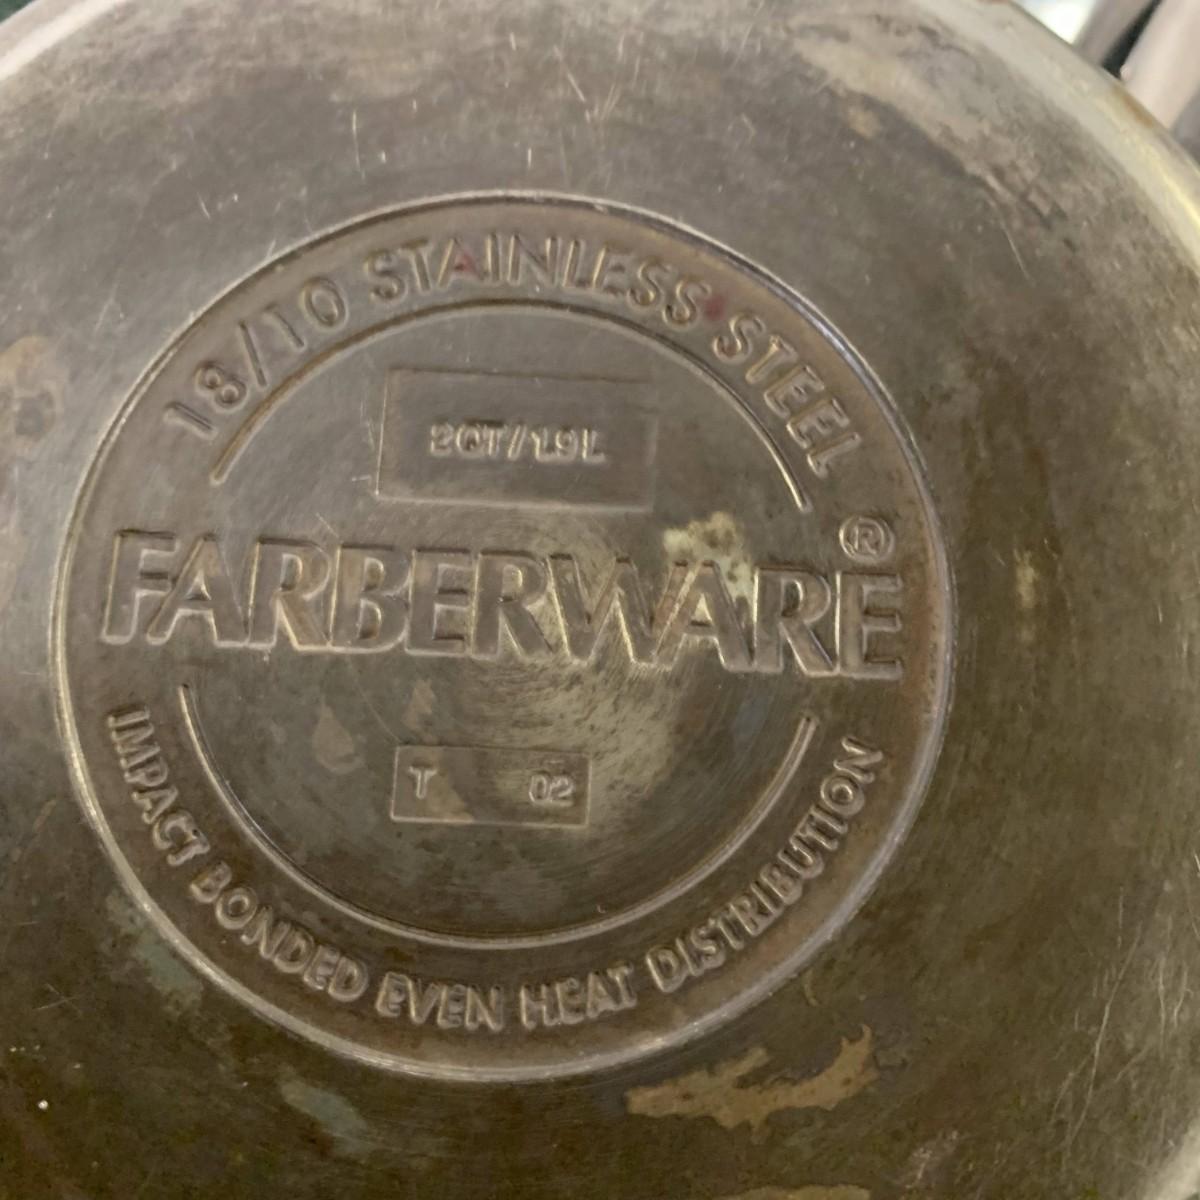 18/10 STAINLESS STEEL
2QT/1.9L
FARBERWARE®
T 02
IMPACT BONDED EVEN HEAT DISTRIBUTION